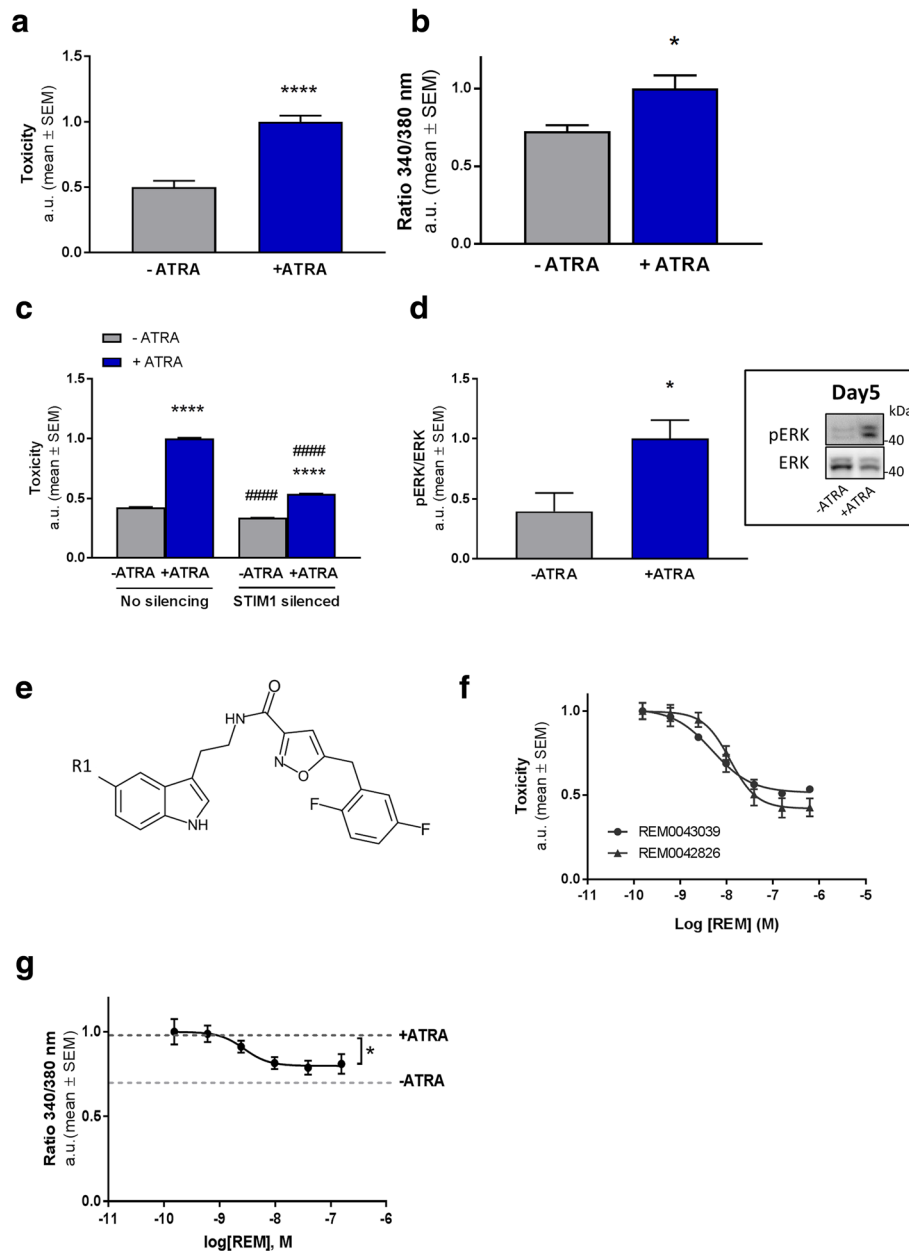 a
Toxicity
a.u. (mean ± SEM)
1.5
1.0
0.5
0.0
****
- ATRA
+ATRA
b
Ratio 340/380 nm
a.u. (mean ± SEM)
1.0
0.5
0.0
*
- ATRA
+ ATRA
c
- ATRA
+ ATRA
Toxicity
a.u. (mean ± SEM)
1.5
1.0
0.5
0.0
****
####
####
****
-ATRA +ATRA -ATRA +ATRA
No silencing
STIM1 silenced
d
pERK/ERK
a.u. (mean ± SEM)
1.5
1.0
0.5
0.0
*
-ATRA
+ATRA
Day5
kDa
pERK
-40
ERK
-40
-ATRA
+ATRA
e
R1
NH
HN
O
N
O
F
F
f
Toxicity
a.u. (mean ± SEM)
1.0
0.5
0.0
REM0043039
REM0042826
-11 -10 -9 -8 -7 -6 -5
Log [REM] (M)
g
Ratio 340/380 nm
a.u.(mean ± SEM)
1.0
0.5
0.0
+ATRA
*
-ATRA
-11 -10 -9 -8 -7 -6
log[REM], M